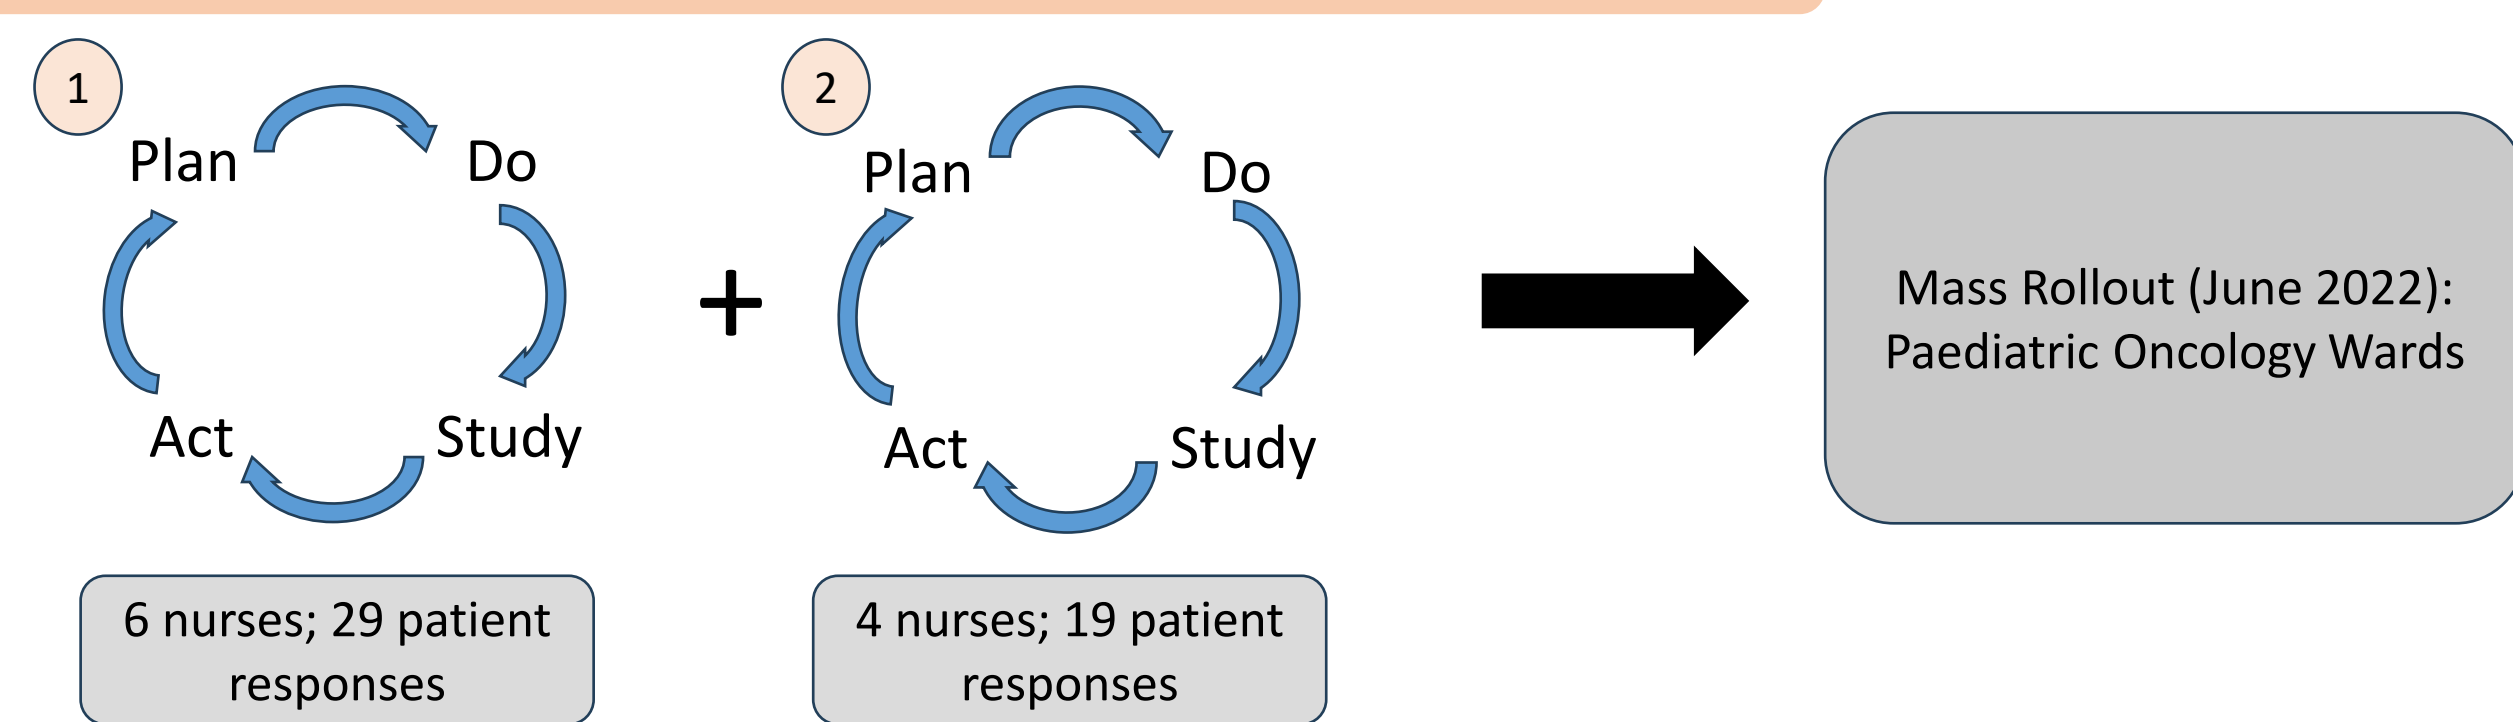 1
Plan
Do
Act
Study
6 nurses; 29 patient
responses
+
2
Plan
Do
Act
Study
4 nurses; 19 patient
responses
Mass Rollout (June 2022):
Paediatric Oncology Wards